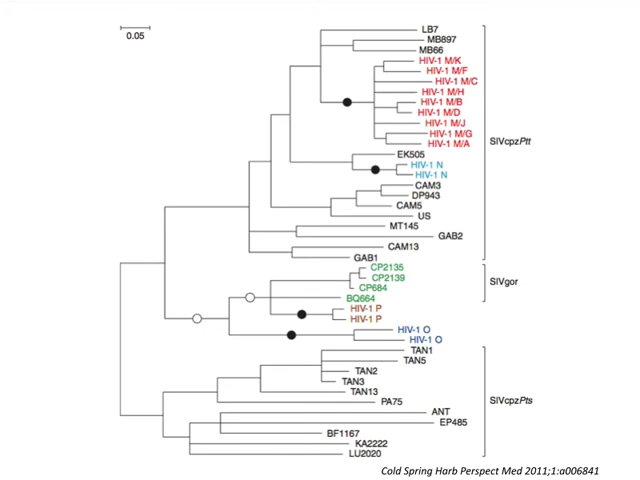 0.05
LB7
MB897
MB66
HIV-1 M/K
HIV-1 M/F
HIV-1 M/C
HIV-1 M/H
HIV-1 M/B
HIV-1 M/D
HIV-1 M/J
HIV-1 M/G
HIV-1 M/A
SIVcpzPtt
EK505
HIV-1 N
HIV-1 N
CAM3
DP943
CAM5
US
MT145
GAB2
CAM13
GAB1
CP2135
CP2139
SIVgor
CP684
BQ664
HIV-1 P
HIV-1 P
HIV-1 O
HIV-1 O
TAN1
TAN5
TAN2
TAN3
TAN13
SIVcpzPts
PA75
ANT
EP485
BF1167
KA2222
LU2020
Cold Spring Harb Perspect Med 2011;1:a006841